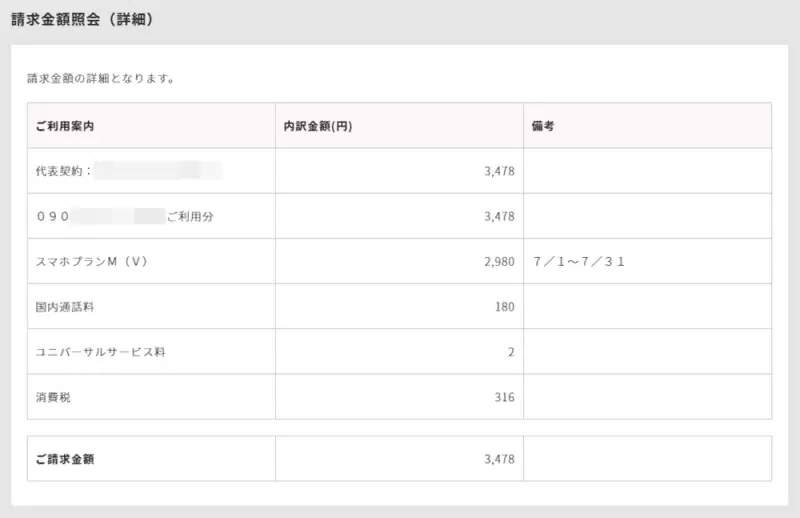 請求金額照会（詳細）
請求金額の詳細となります。
ご利用案内 内訳金額(円) 備考
代表契約： 3,478
０９０ ご利用分 3,478
スマホプランＭ（Ｖ） 2,980 ７／１～７／３１
国内通話料 180
ユニバーサルサービス料 2
消費税 316
ご請求金額 3,478